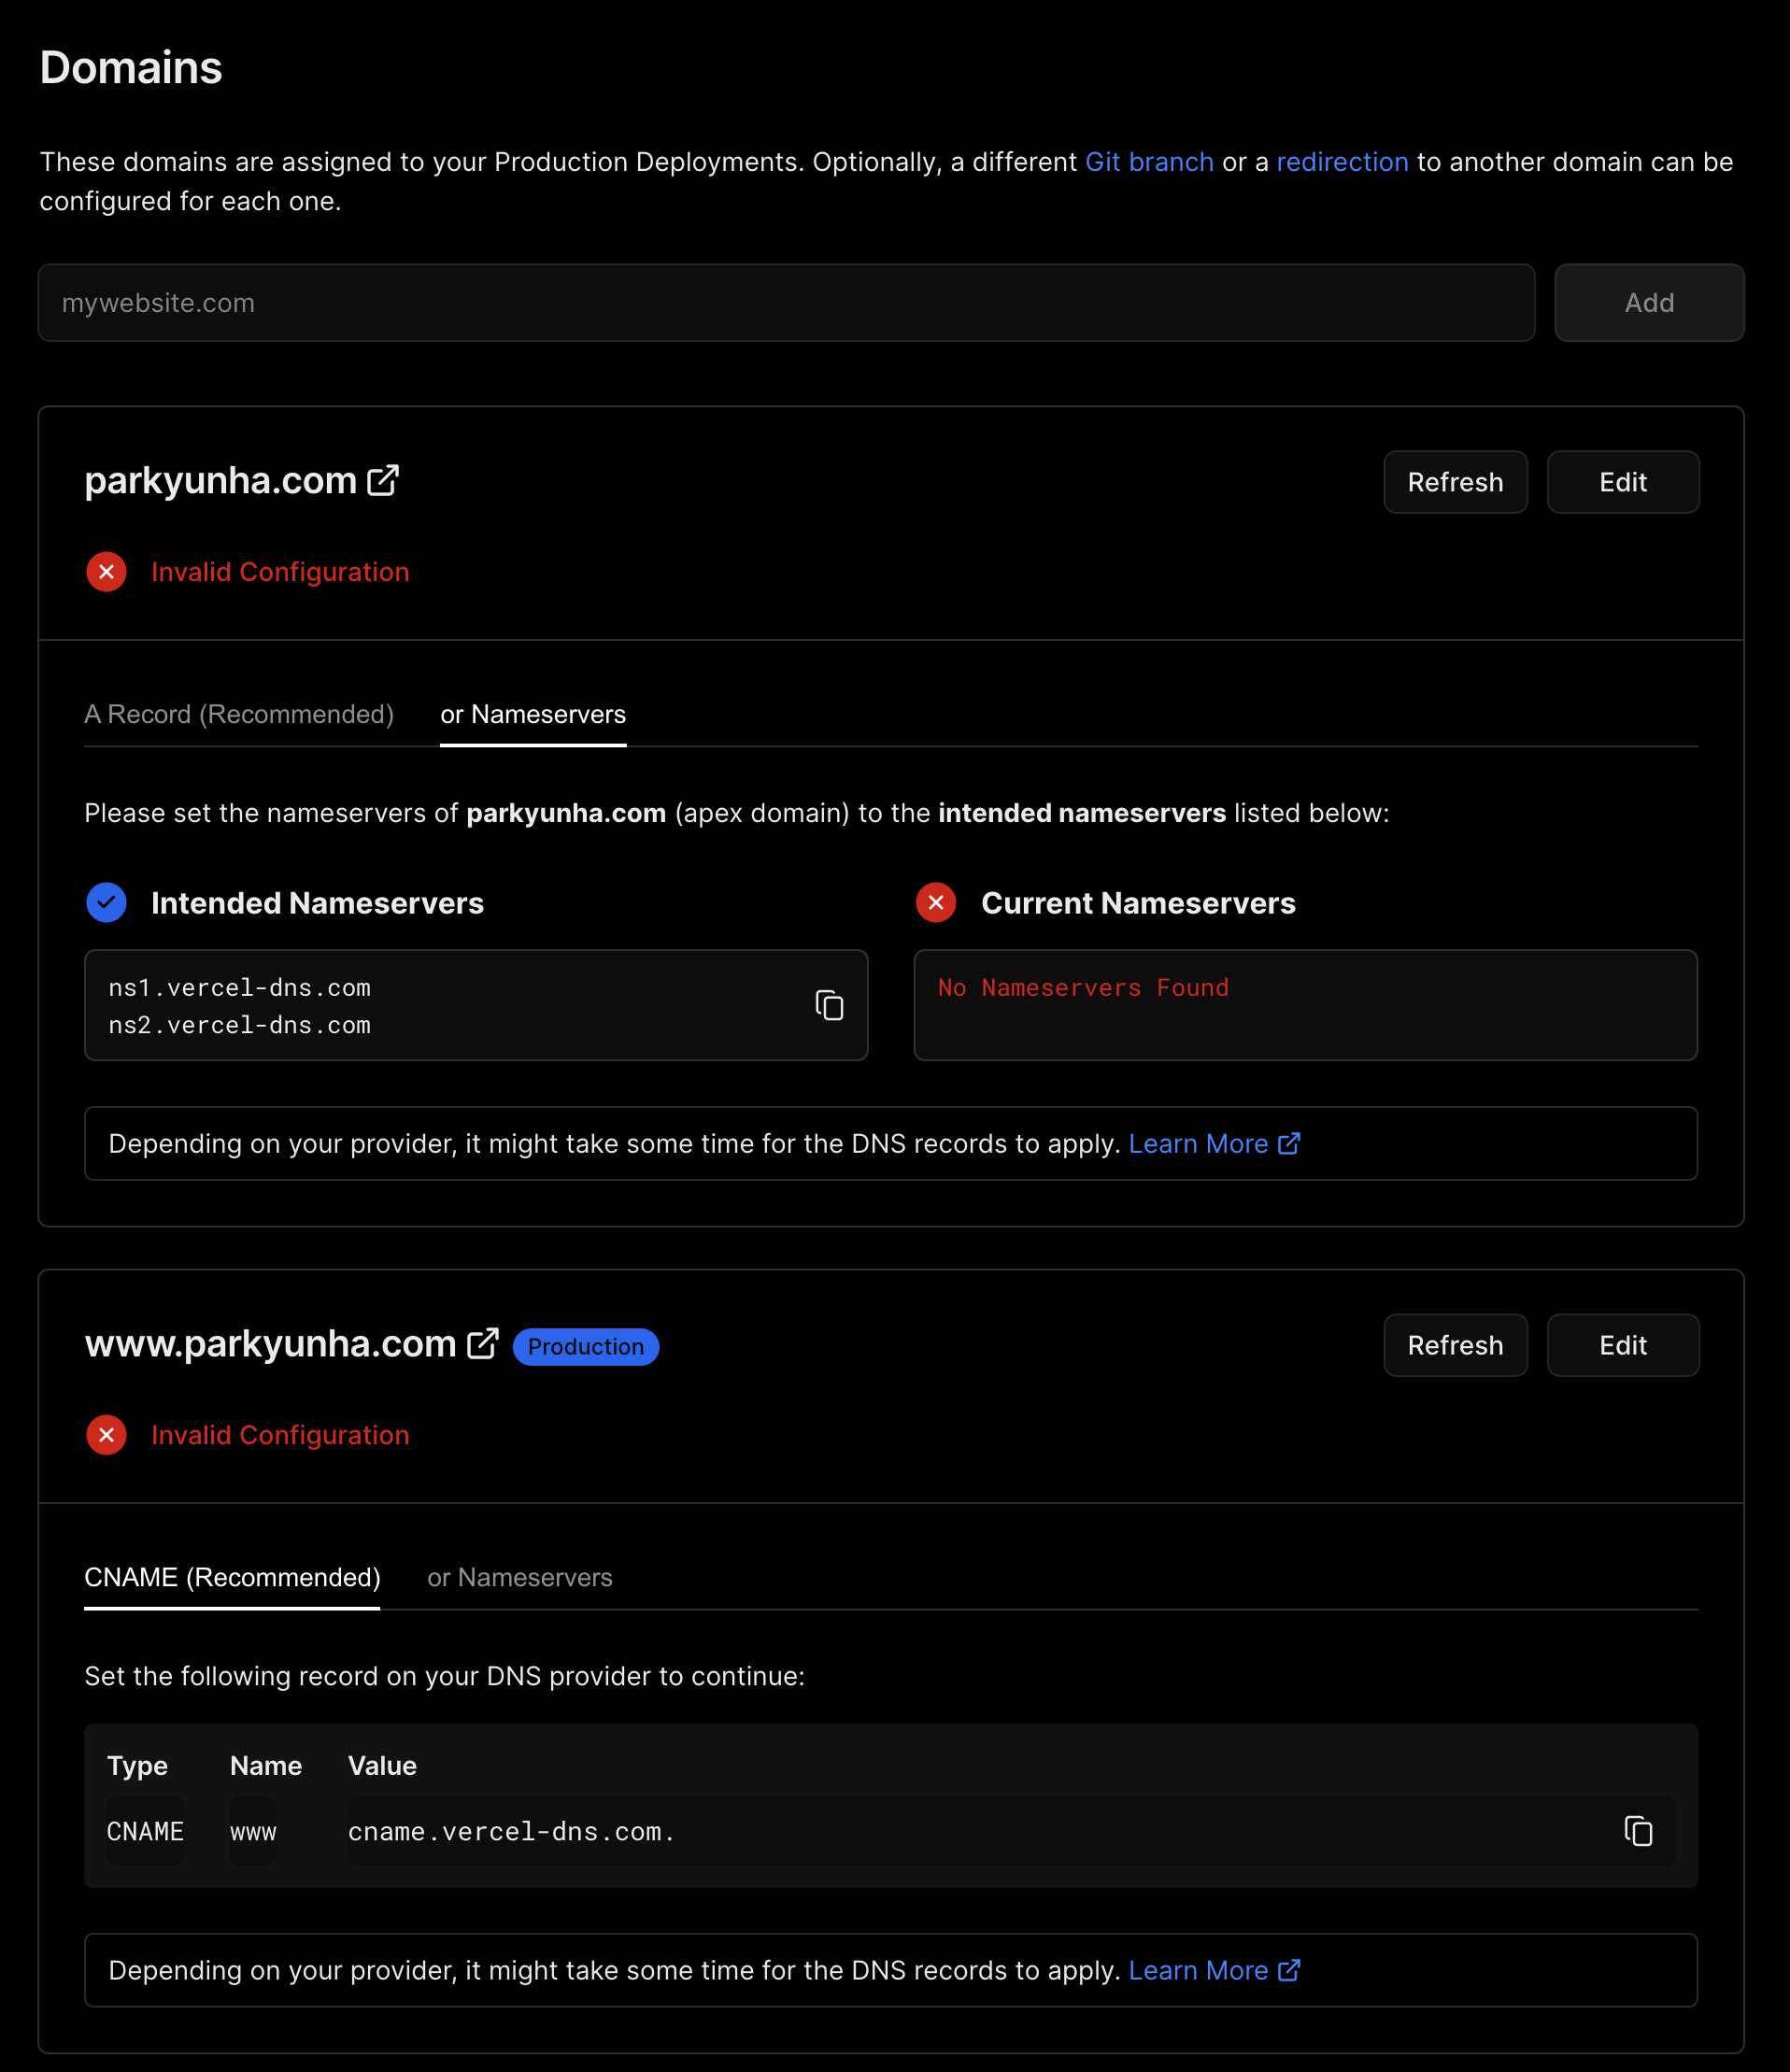 Domains
These domains are assigned to your Production Deployments. Optionally, a different Git branch or a redirection to another domain can be
configured for each one.
mywebsite.com
Add
parkyunha.com
Refresh
Edit
Invalid Configuration
A Record (Recommended)
or Nameservers
Please set the nameservers of parkyunha.com (apex domain) to the intended nameservers listed below:
Intended Nameservers
ns1.vercel-dns.com
ns2.vercel-dns.com
Current Nameservers
No Nameservers Found
Depending on your provider, it might take some time for the DNS records to apply. Learn More
www.parkyunha.com
Production
Refresh
Edit
Invalid Configuration
CNAME (Recommended)
or Nameservers
Set the following record on your DNS provider to continue:
Type Name Value
CNAME www cname.vercel-dns.com.
Depending on your provider, it might take some time for the DNS records to apply. Learn More